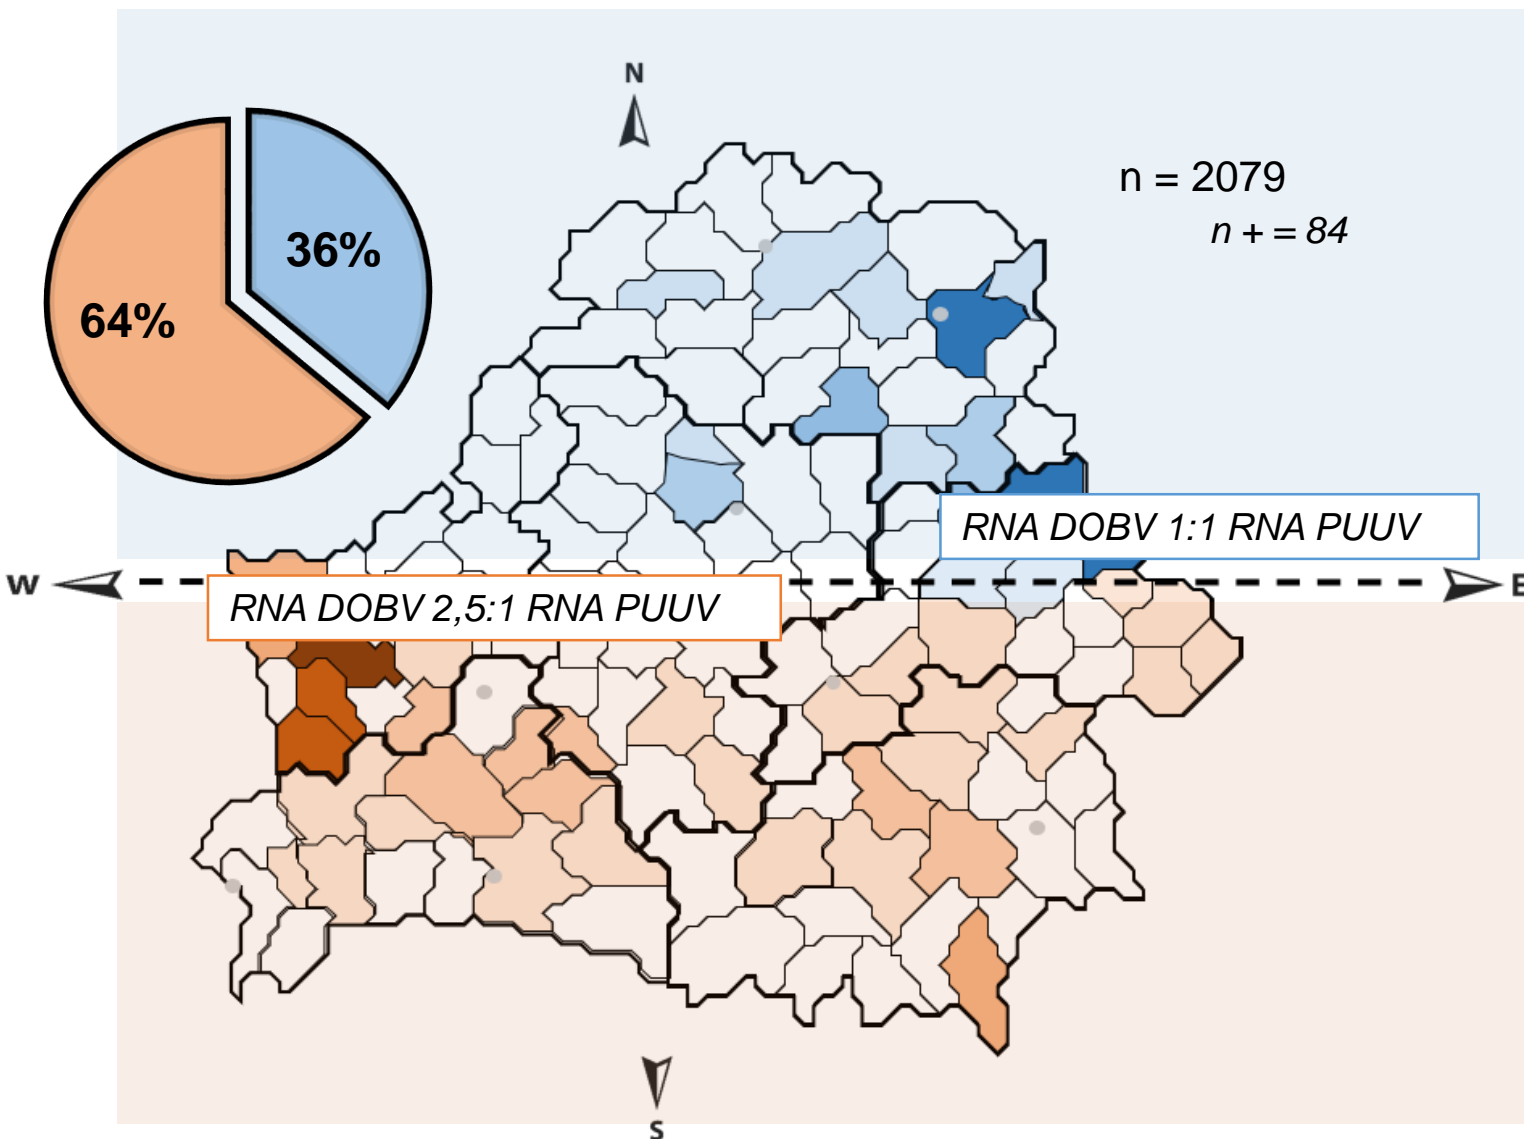 N
n = 2079
n + = 84
36%
64%
RNA DOBV 1:1 RNA PUUV
W
E
RNA DOBV 2,5:1 RNA PUUV
S